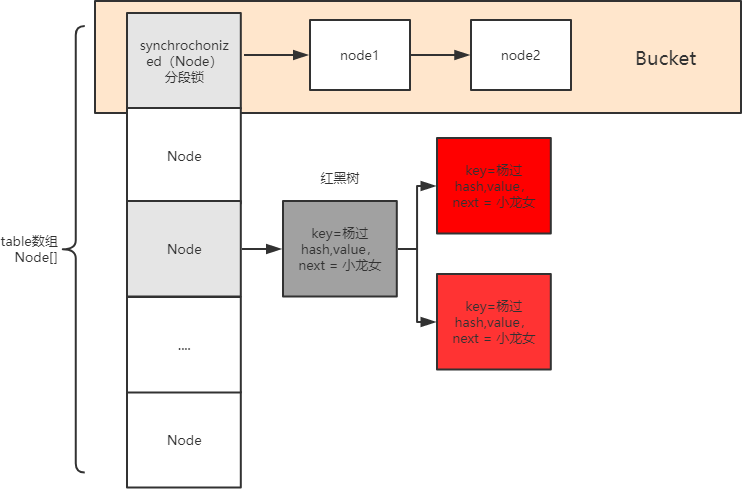 synchrochoniz
ed（Node）
分段锁
node1
node2
Bucket
Node
红黑树
key=杨过
hash,value，
next = 小龙女
table数组
Node[]
Node
key=杨过
hash,value，
next = 小龙女
key=杨过
hash,value，
next = 小龙女
....
Node